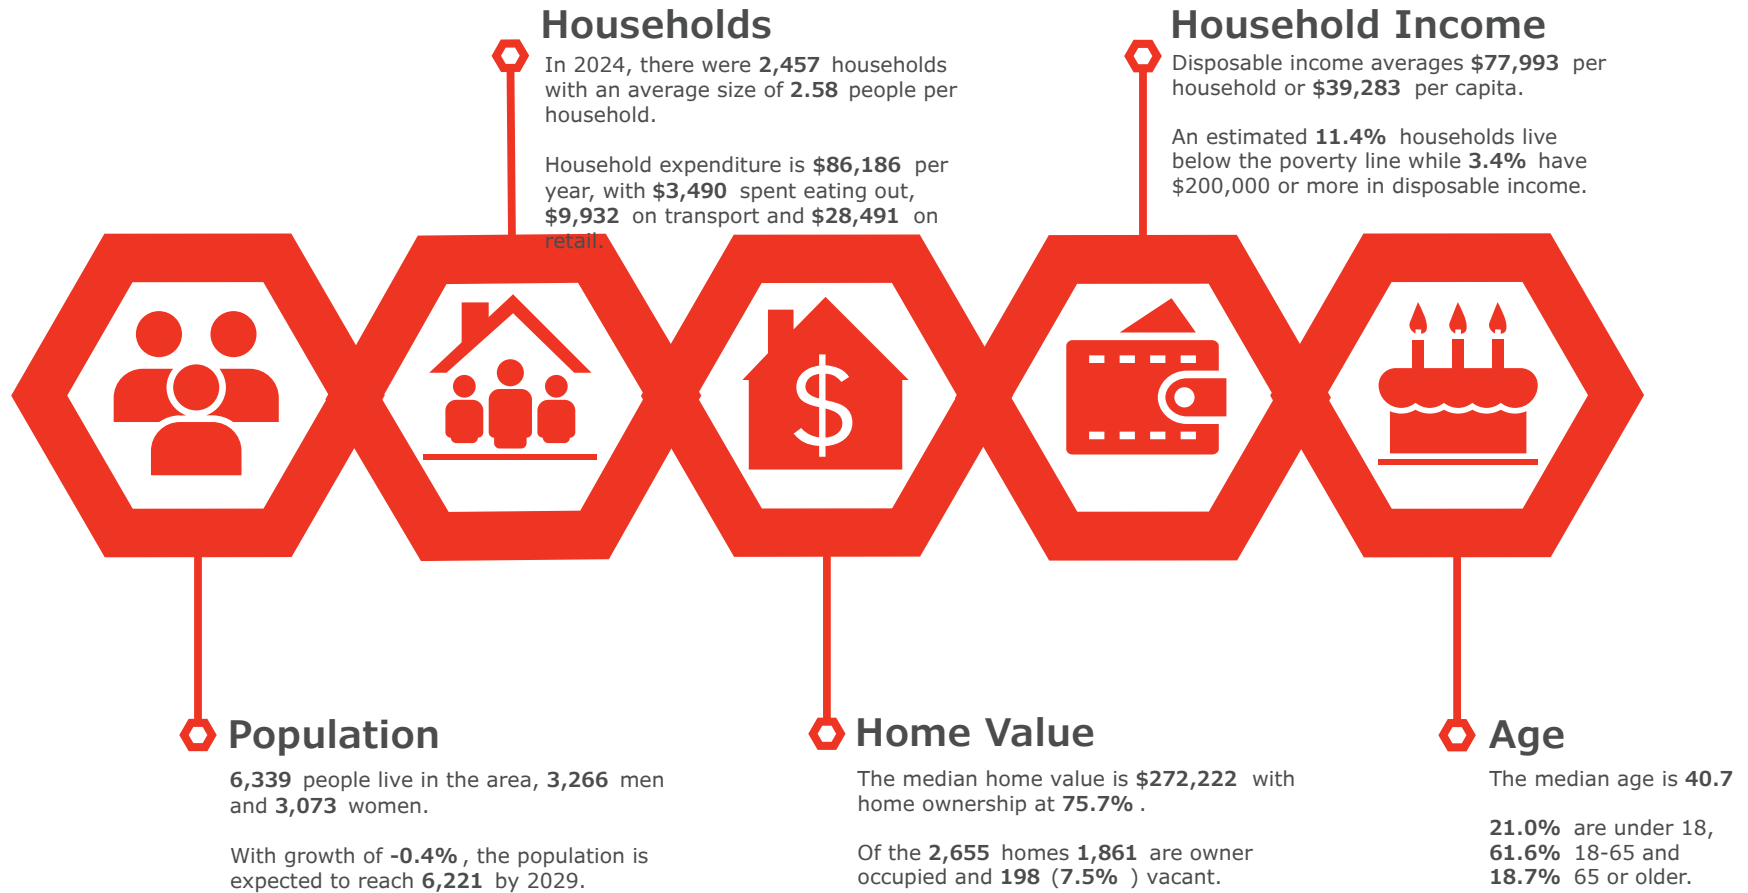 Households
In 2024, there were 2,457 households
with an average size of 2.58 people per
household.
Household expenditure is $86,186 per
year, with $3,490 spent eating out,
$9,932 on transport and $28,491 on
retail.
Household Income
Disposable income averages $77,993 per
household or $39,283 per capita.
An estimated 11.4% households live
below the poverty line while 3.4% have
$200,000 or more in disposable income.
$
Population
6,339 people live in the area, 3,266 men
and 3,073 women.
With growth of -0.4% , the population is
expected to reach 6,221 by 2029.
Home Value
The median home value is $272,222 with
home ownership at 75.7% .
Of the 2,655 homes 1,861 are owner
occupied and 198 (7.5% ) vacant.
Age
The median age is 40.7
21.0% are under 18,
61.6% 18-65 and
18.7% 65 or older.